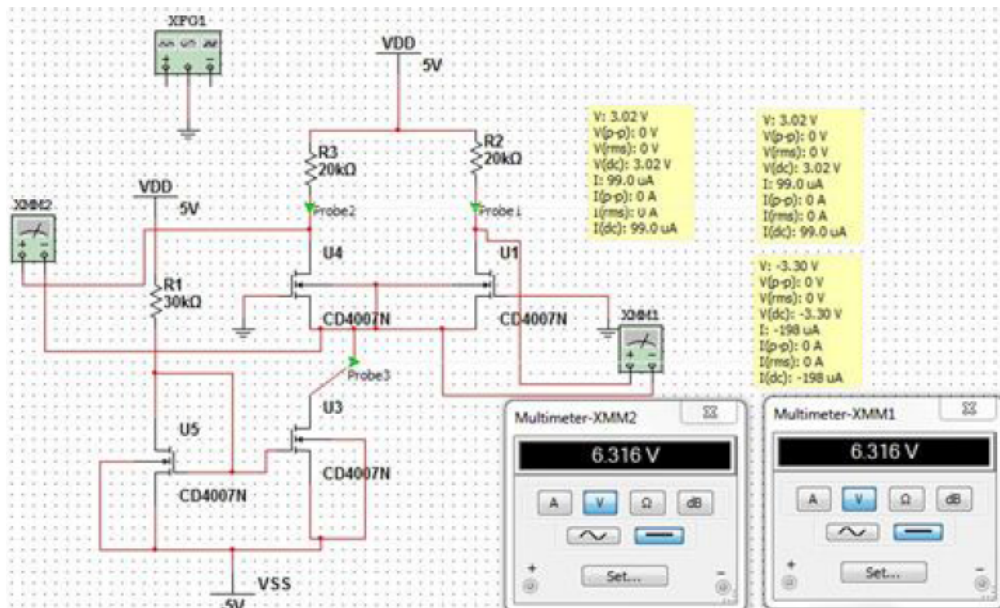 XFG1
VDD
5V
R3
20kΩ
R2
20kΩ
V: 3.02 V
V(p-p): 0 V
V(rms): 0 V
V(dc): 3.02 V
I: 99.0 uA
I(p-p): 0 A
I(rms): 0 A
I(dc): 99.0 uA
V: 3.02 V
V(p-p): 0 V
V(rms): 0 V
V(dc): 3.02 V
I: 99.0 uA
I(p-p): 0 A
I(rms): 0 A
I(dc): 99.0 uA
VDD
5V
XMM2
Probe2
Probe1
U4
U1
R1
30kΩ
CD4007N
CD4007N
XMM1
V: -3.30 V
V(p-p): 0 V
V(rms): 0 V
V(dc): -3.30 V
I: -198 uA
I(p-p): 0 A
I(rms): 0 A
I(dc): -198 uA
Probe3
U5
U3
CD4007N
CD4007N
VSS
-5V
Multimeter-XMM2
6.316 V
A V Ω dB
Set...
+ -
Multimeter-XMM1
6.316 V
A V Ω dB
Set...
+ -